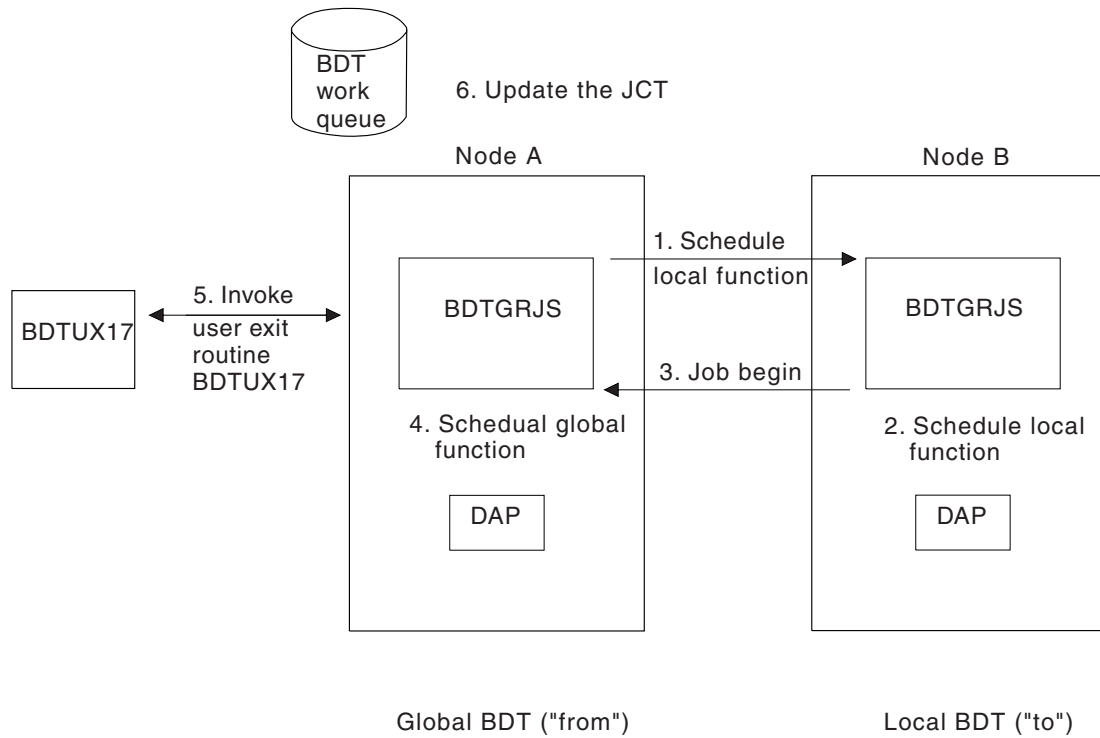 BDT
work
queue
6. Update the JCT
Node A
Node B
1. Schedule
local function
5. Invoke
user exit
routine
BDTUX17
BDTUX17
BDTGRJS
BDTGRJS
3. Job begin
4. Schedual global
function
2. Schedule local
function
DAP
DAP
Global BDT ("from")
Local BDT ("to")